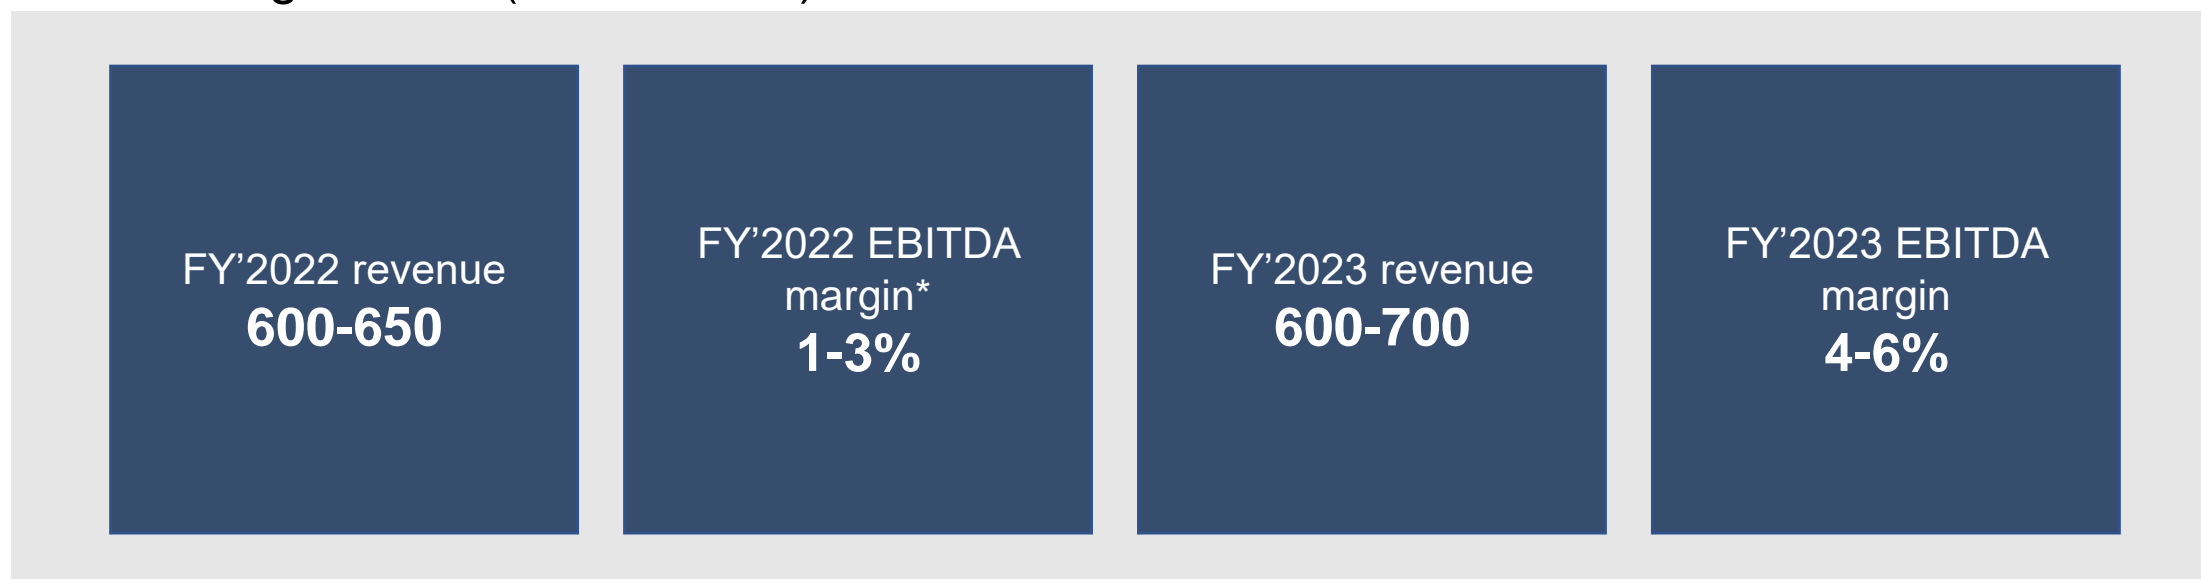 FY’2022 revenue
600-650
FY’2022 EBITDA
margin*
1-3%
FY’2023 revenue
600-700
FY’2023 EBITDA
margin
4-6%